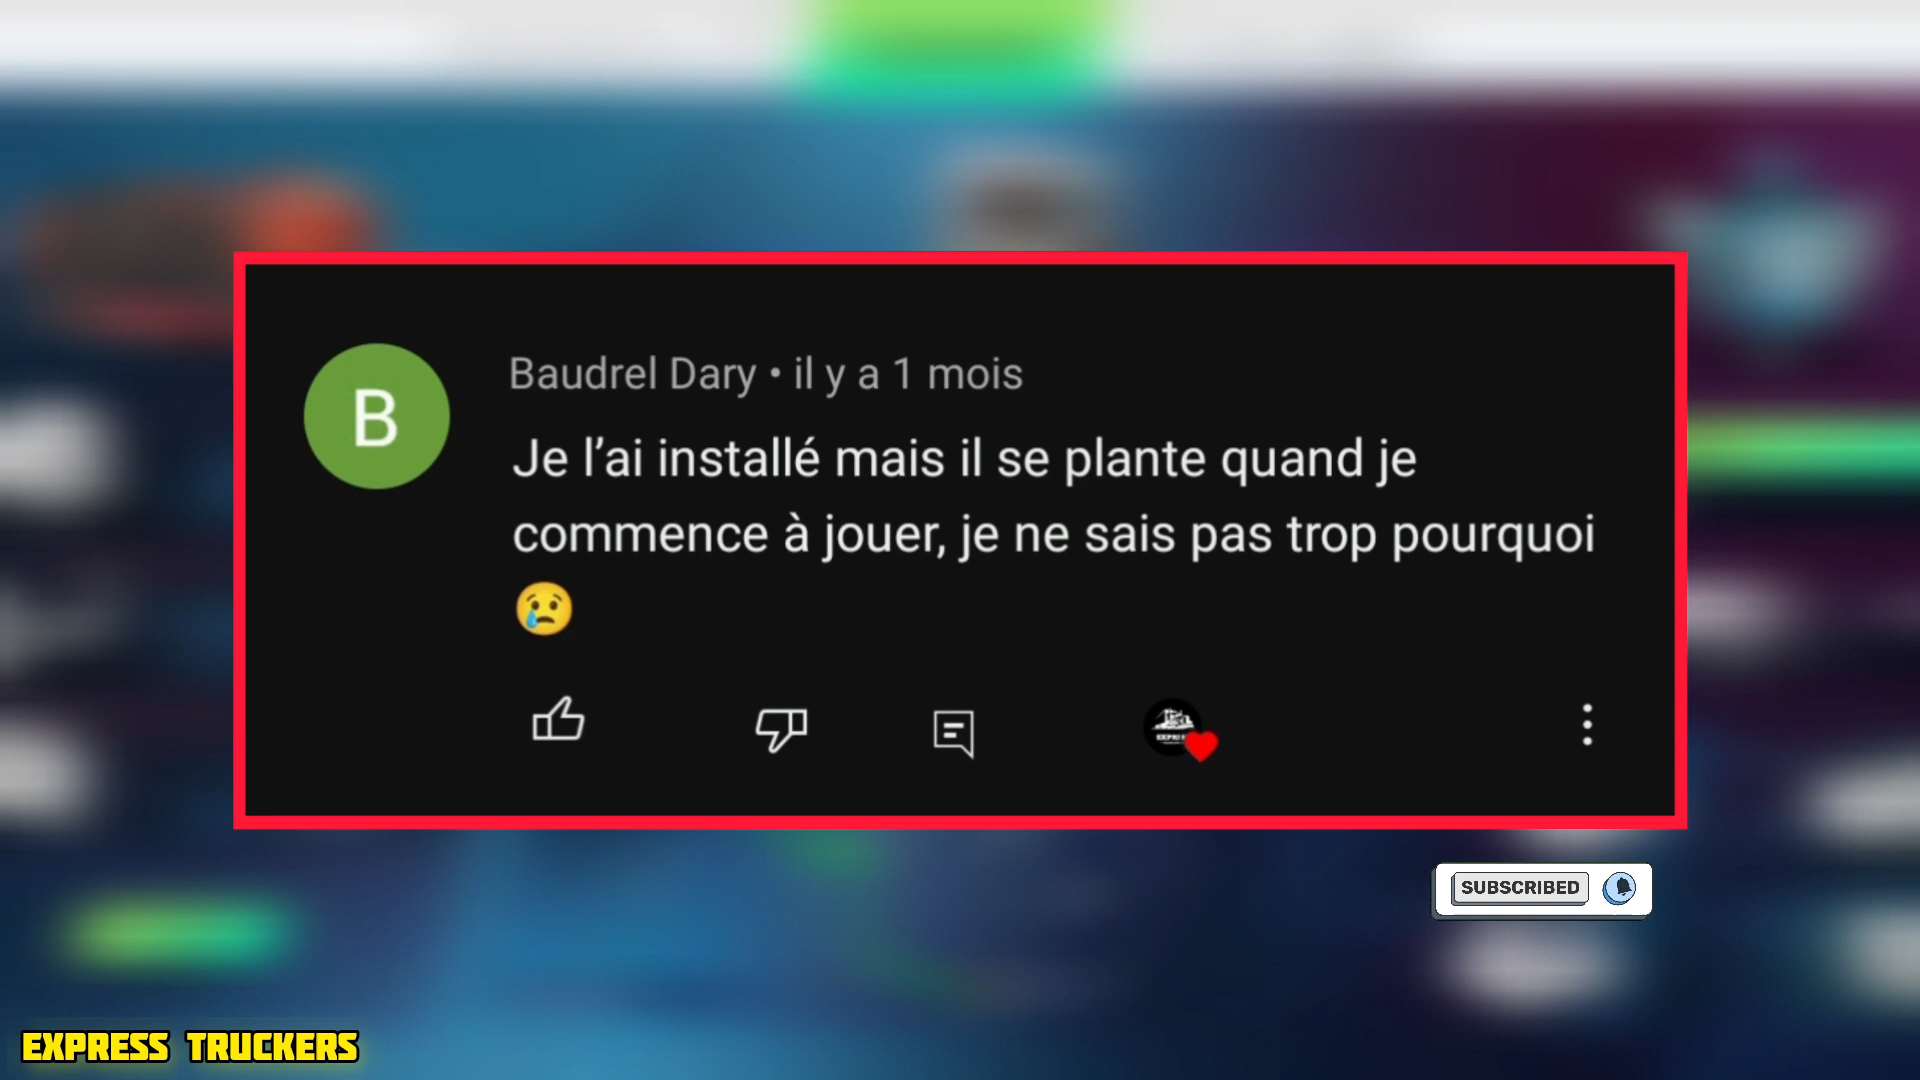 B
Baudrel Dary • il y a 1 mois
Je l’ai installé mais il se plante quand je
commence à jouer, je ne sais pas trop pourquoi
😢
SUBSCRIBED
EXPRESS TRUCKERS